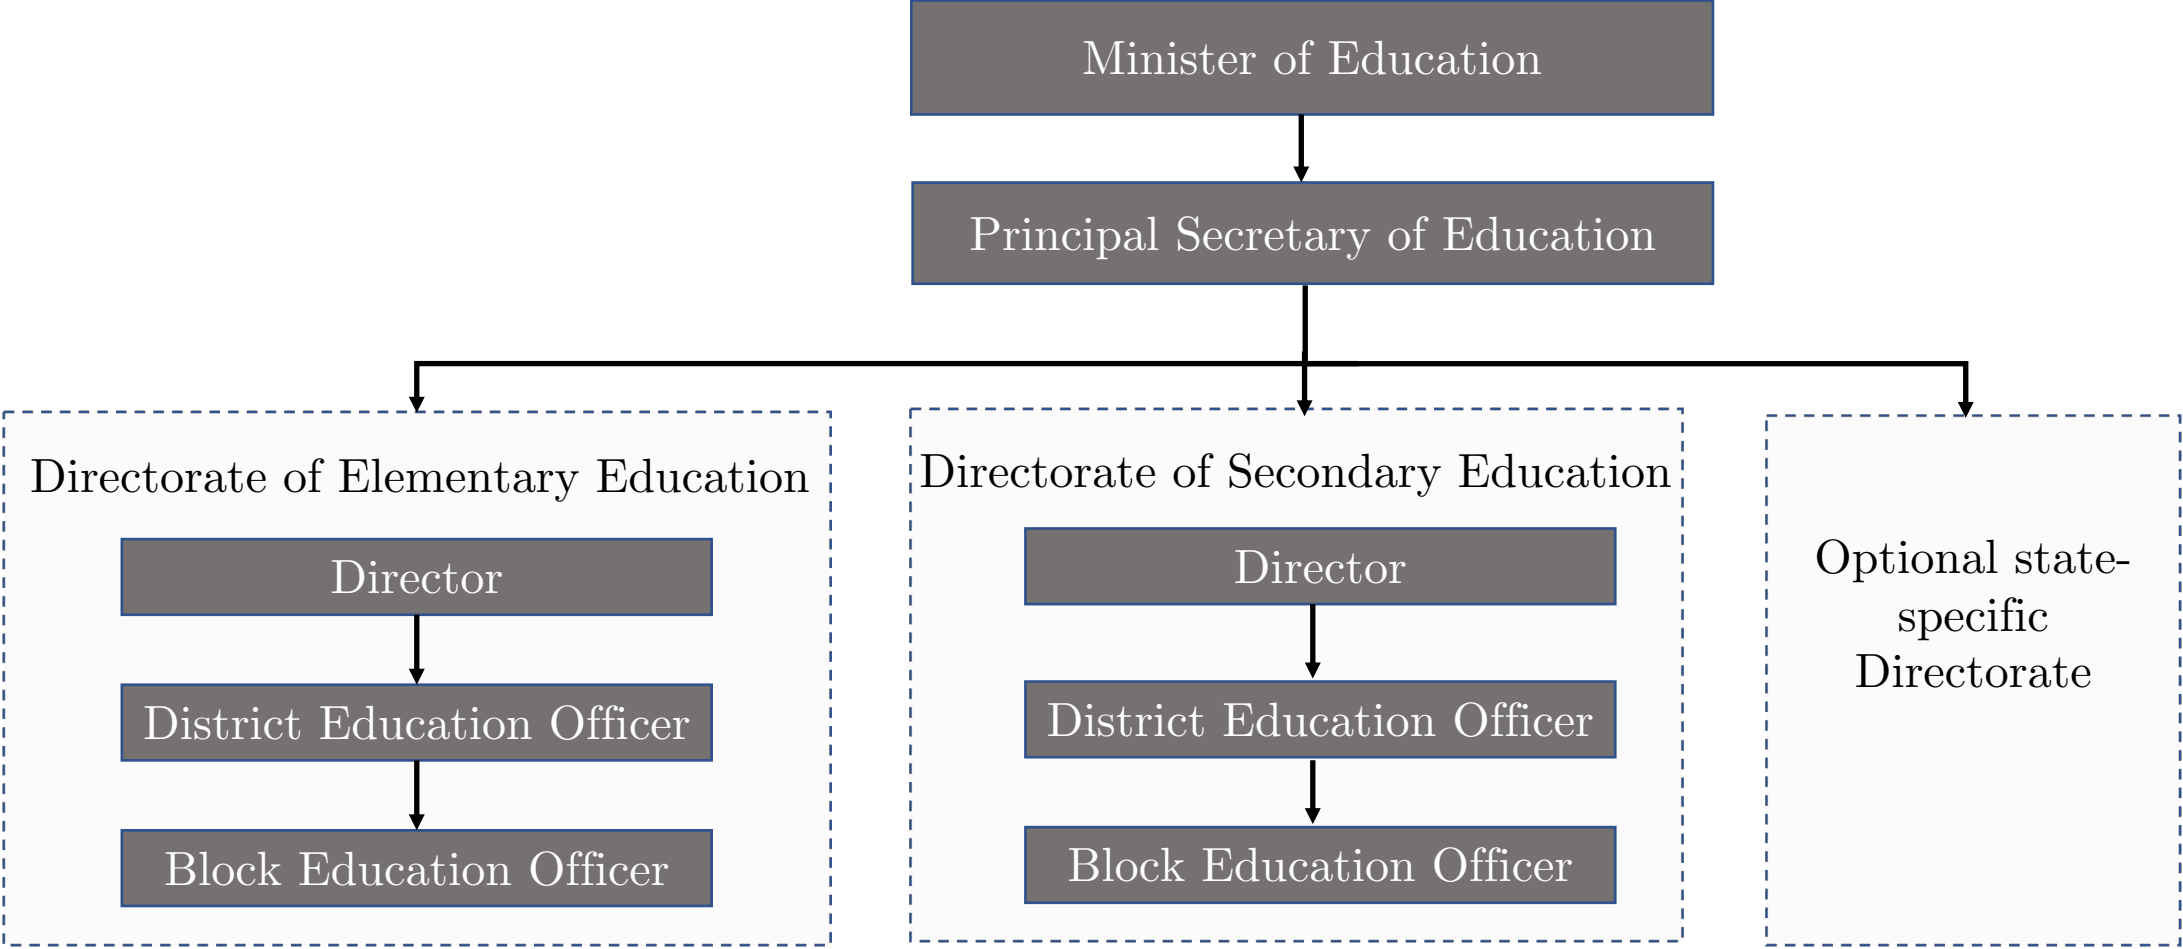 Minister of Education
Principal Secretary of Education
Directorate of Elementary Education
Director
District Education Officer
Block Education Officer
Directorate of Secondary Education
Director
District Education Officer
Block Education Officer
Optional state-
specific
Directorate